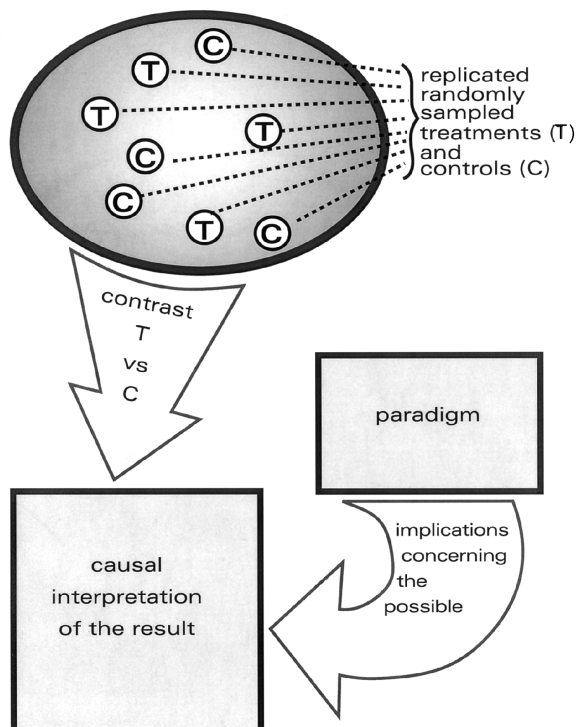 C
T
T
T
C
C
T
C
replicated
randomly
sampled
treatments (T)
and
controls (C)
contrast
T
vs
C
paradigm
implications
concerning
the
possible
causal
interpretation
of the result